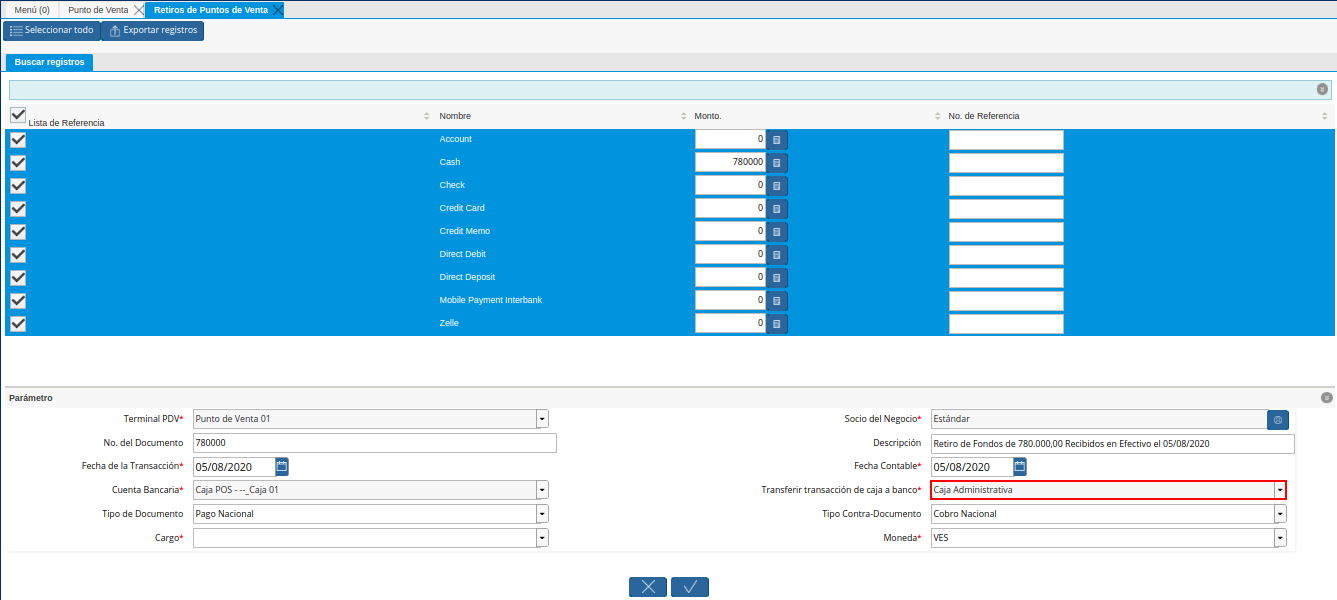 Menú (0) Punto de Venta Retiros de Puntos de Venta
Seleccionar todo Exportar registros
Buscar registros
Lista de Referencia Nombre Monto. No. de Referencia
Account 0
Cash 780000
Check 0
Credit Card 0
Credit Memo 0
Direct Debit 0
Direct Deposit 0
Mobile Payment Interbank 0
Zelle 0
Parámetro
Terminal PDV* Punto de Venta 01 Socio del Negocio* Estándar
No. del Documento 780000 Descripción Retiro de Fondos de 780.000,00 Recibidos en Efectivo el 05/08/2020
Fecha de la Transacción* 05/08/2020 Fecha Contable* 05/08/2020
Cuenta Bancaria* Caja POS - --_Caja 01 Transferir transacción de caja a banco* Caja Administrativa
Tipo de Documento Pago Nacional Tipo Contra-Documento Cobro Nacional
Cargo* Moneda* VES